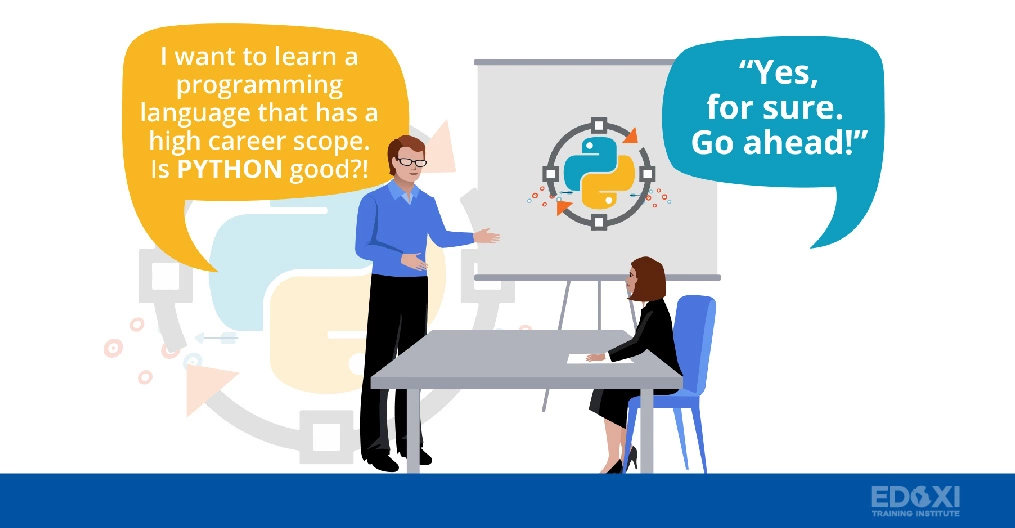 I want to learn a
programming
language that has a
high career scope.
Is PYTHON good?!
“Yes,
for sure.
Go ahead!”
EDOXI
TRAINING INSTITUTE